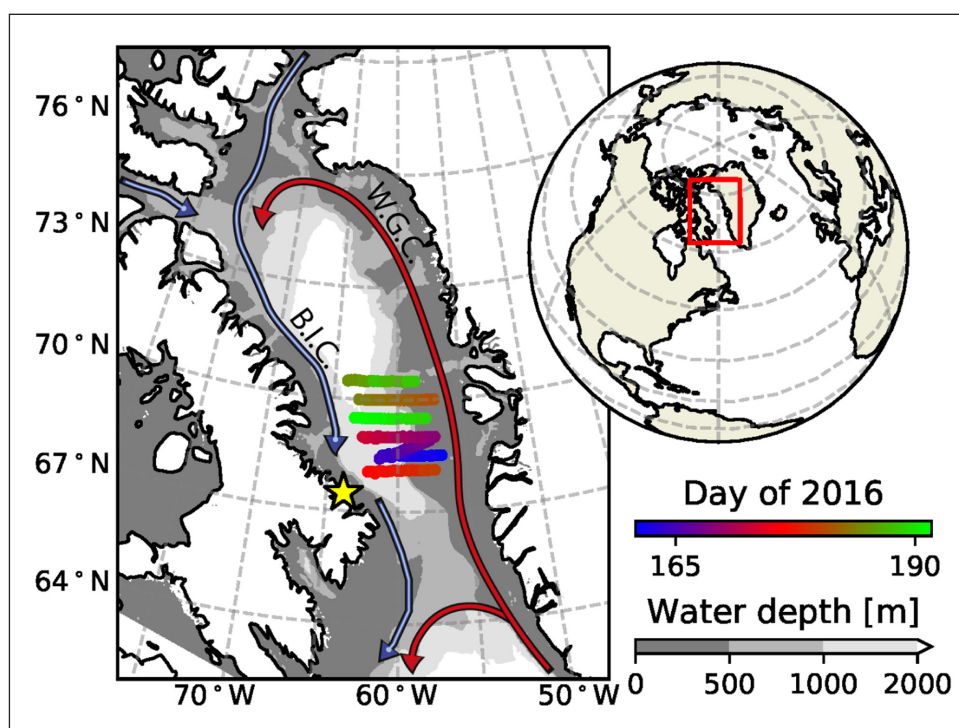 76°N
73°N
70°N
67°N
64°N
70°W 60°W 50°W
W.G.C.
B.I.C.
Day of 2016
165 190
Water depth [m]
0 500 1000 2000